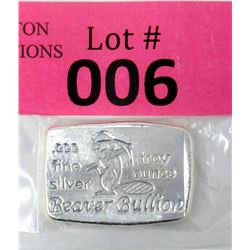 TON
IONS
Lot #
006
.999
fine
silver
troy
ounce
Beaver Bullion